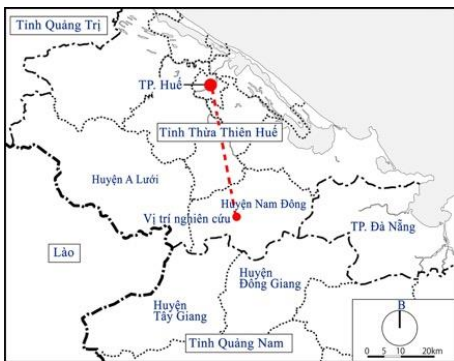 Tỉnh Quảng Trị
TP. Huế
Tỉnh Thừa Thiên Huế
Huyện A Lưới
Huyện Nam Đông
Vị trí nghiên cứu
TP. Đà Nẵng
Lào
Huyện
Đông Giang
Huyện
Tây Giang
Tỉnh Quảng Nam
B
0 5 10 20km